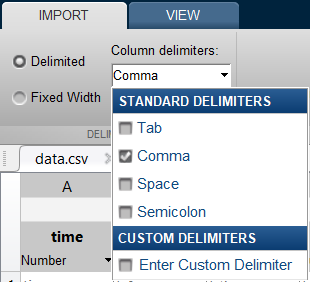 IMPORT VIEW
Delimited
Column delimiters:
Comma
Fixed Width
STANDARD DELIMITERS
Tab
Comma
Space
Semicolon
CUSTOM DELIMITERS
Enter Custom Delimiter
DELIM
data.csv
A
time
Number